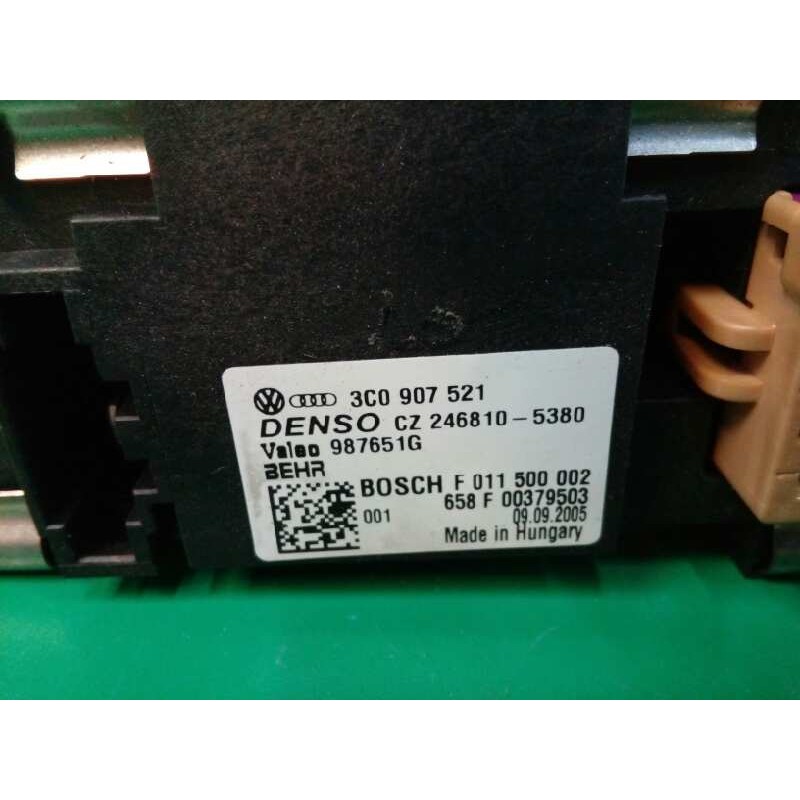 3C0 907 521
DENSO CZ 246810-5380
Valeo 987651G
BEHR
BOSCH F 011 500 002
658 F 00379503
001 09.09.2005
Made in Hungary